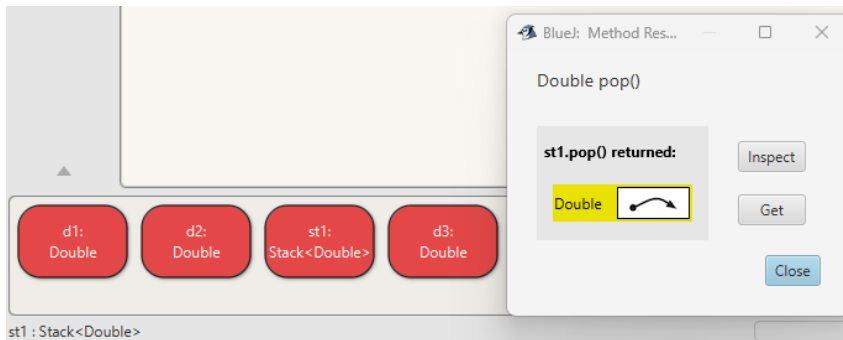 BlueJ: Method Res...
Double pop()
st1.pop() returned:
Double
Inspect
Get
Close
d1:
Double
d2:
Double
st1:
Stack<Double>
d3:
Double
st1 : Stack<Double>